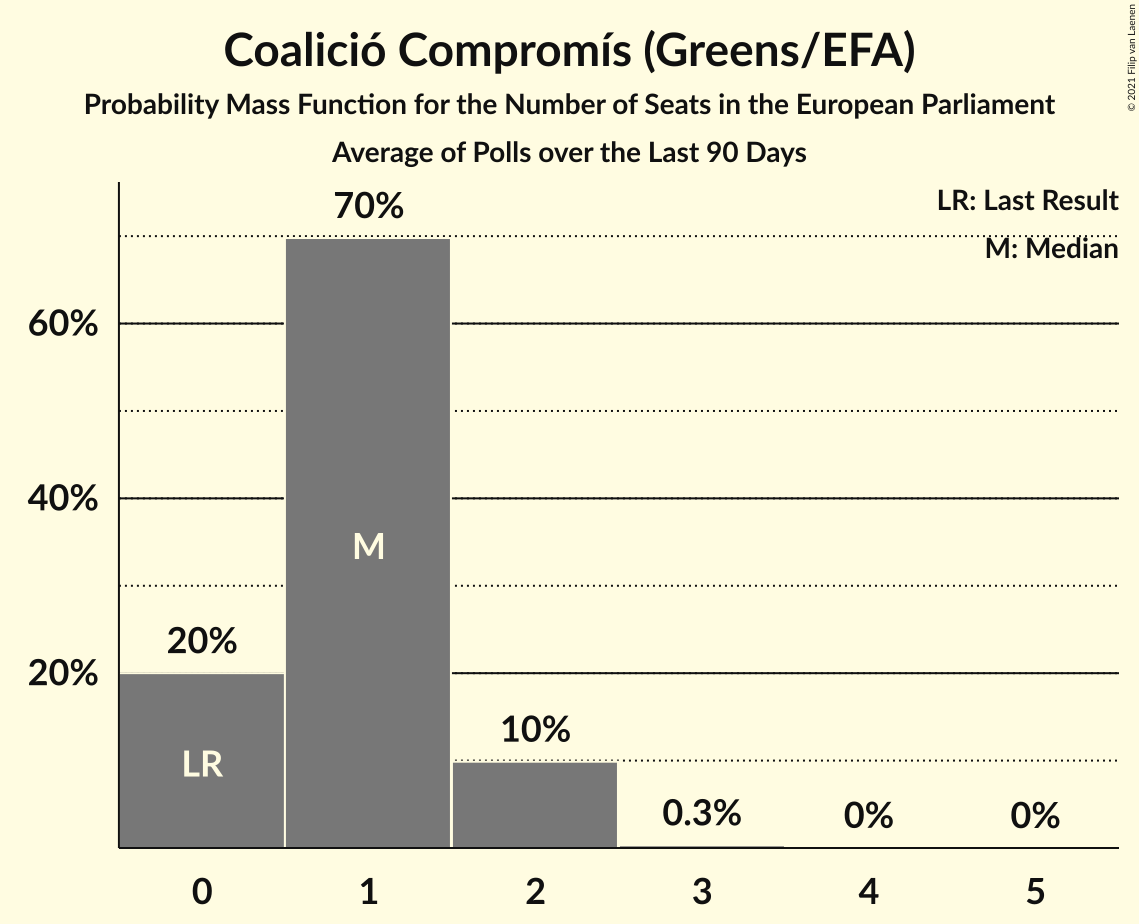 Coalició Compromís (Greens/EFA)
Probability Mass Function for the Number of Seats in the European Parliament
Average of Polls over the Last 90 Days
© 2021 Filip van Laenen
LR: Last Result
M: Median
70%
60%
40%
M
20%
20%
LR
10%
0.3%
0%
0%
0
1
2
3
4
5